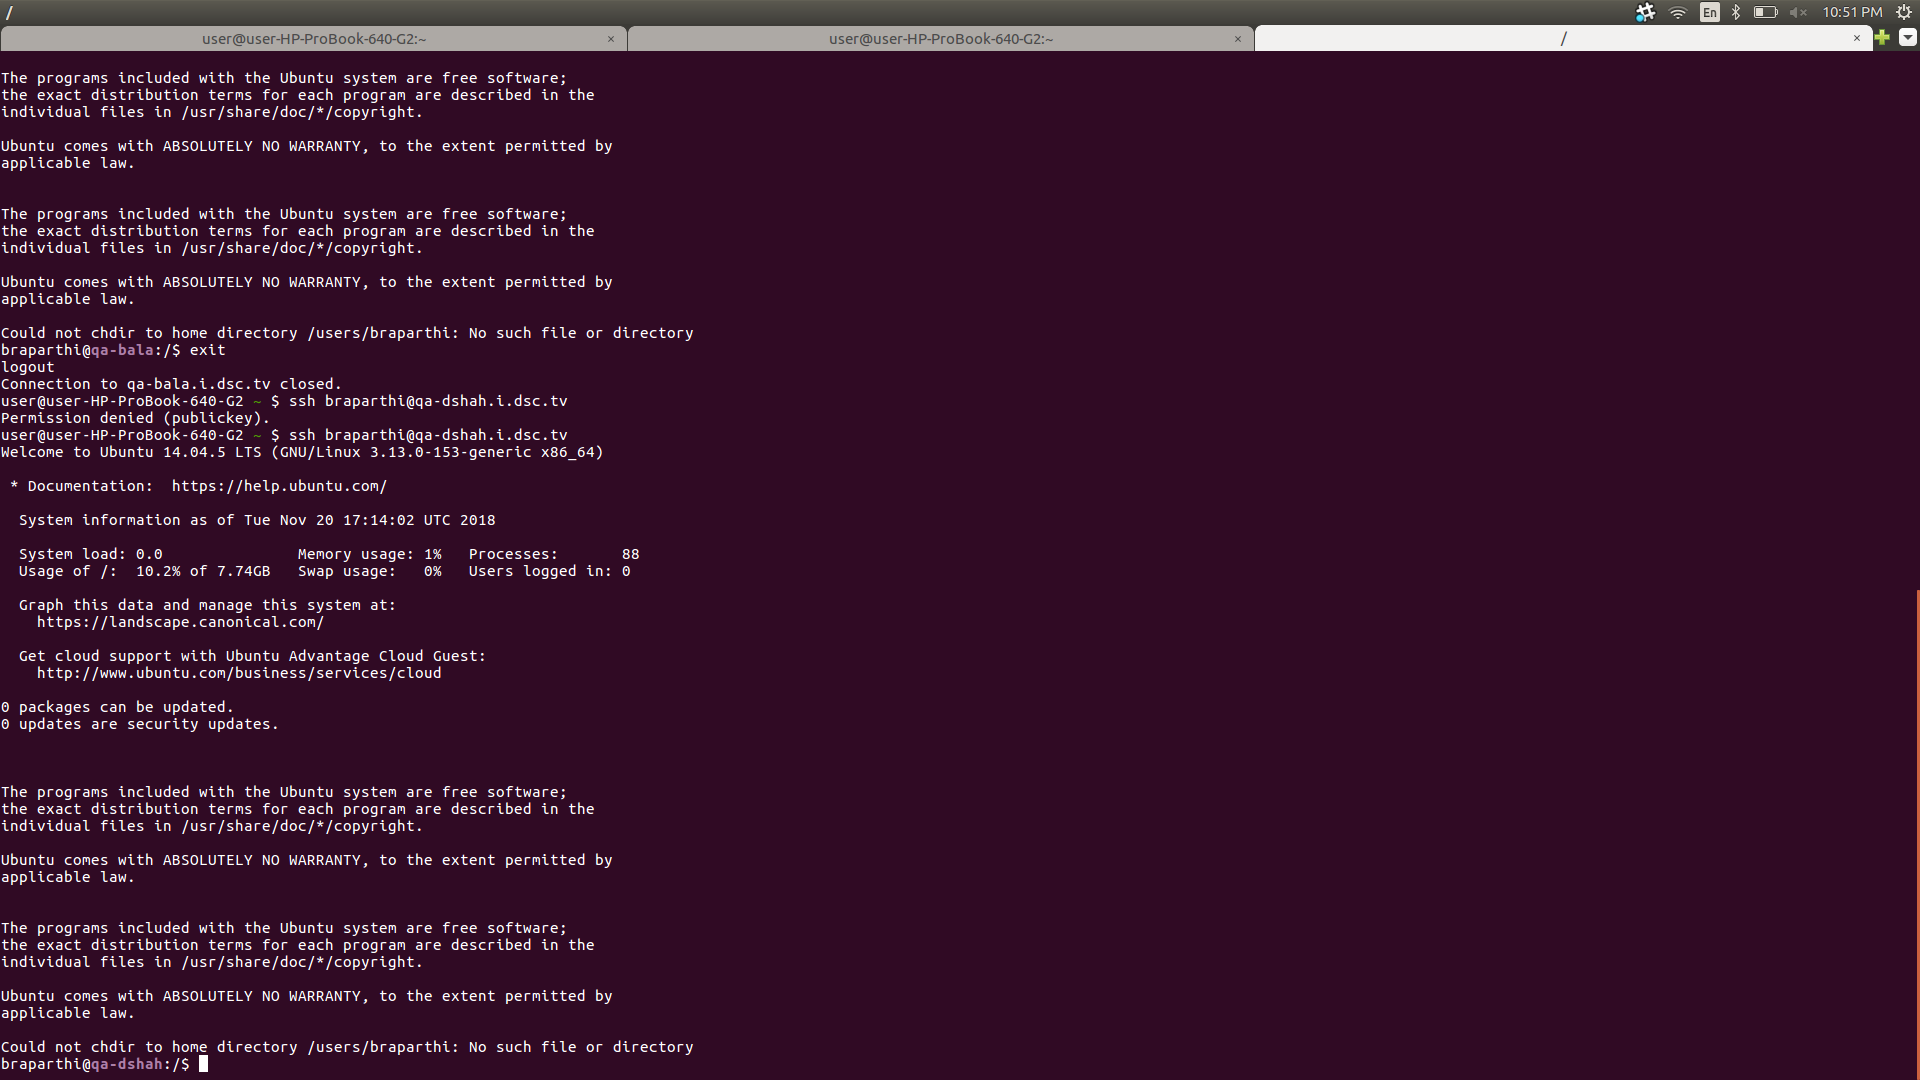 /
En
10:51 PM
user@user-HP-ProBook-640-G2:~ × user@user-HP-ProBook-640-G2:~ × / ×
The programs included with the Ubuntu system are free software;
the exact distribution terms for each program are described in the
individual files in /usr/share/doc/*/copyright.
Ubuntu comes with ABSOLUTELY NO WARRANTY, to the extent permitted by
applicable law.
The programs included with the Ubuntu system are free software;
the exact distribution terms for each program are described in the
individual files in /usr/share/doc/*/copyright.
Ubuntu comes with ABSOLUTELY NO WARRANTY, to the extent permitted by
applicable law.
Could not chdir to home directory /users/braparthi: No such file or directory
braparthi@qa-bala:/$ exit
logout
Connection to qa-bala.i.dsc.tv closed.
user@user-HP-ProBook-640-G2 ~ $ ssh braparthi@qa-dshah.i.dsc.tv
Permission denied (publickey).
user@user-HP-ProBook-640-G2 ~ $ ssh braparthi@qa-dshah.i.dsc.tv
Welcome to Ubuntu 14.04.5 LTS (GNU/Linux 3.13.0-153-generic x86_64)
* Documentation:  https://help.ubuntu.com/
System information as of Tue Nov 20 17:14:02 UTC 2018
System load: 0.0               Memory usage: 1%   Processes:       88
Usage of /:  10.2% of 7.74GB   Swap usage:   0%   Users logged in: 0
Graph this data and manage this system at:
https://landscape.canonical.com/
Get cloud support with Ubuntu Advantage Cloud Guest:
http://www.ubuntu.com/business/services/cloud
0 packages can be updated.
0 updates are security updates.
The programs included with the Ubuntu system are free software;
the exact distribution terms for each program are described in the
individual files in /usr/share/doc/*/copyright.
Ubuntu comes with ABSOLUTELY NO WARRANTY, to the extent permitted by
applicable law.
The programs included with the Ubuntu system are free software;
the exact distribution terms for each program are described in the
individual files in /usr/share/doc/*/copyright.
Ubuntu comes with ABSOLUTELY NO WARRANTY, to the extent permitted by
applicable law.
Could not chdir to home directory /users/braparthi: No such file or directory
braparthi@qa-dshah:/$